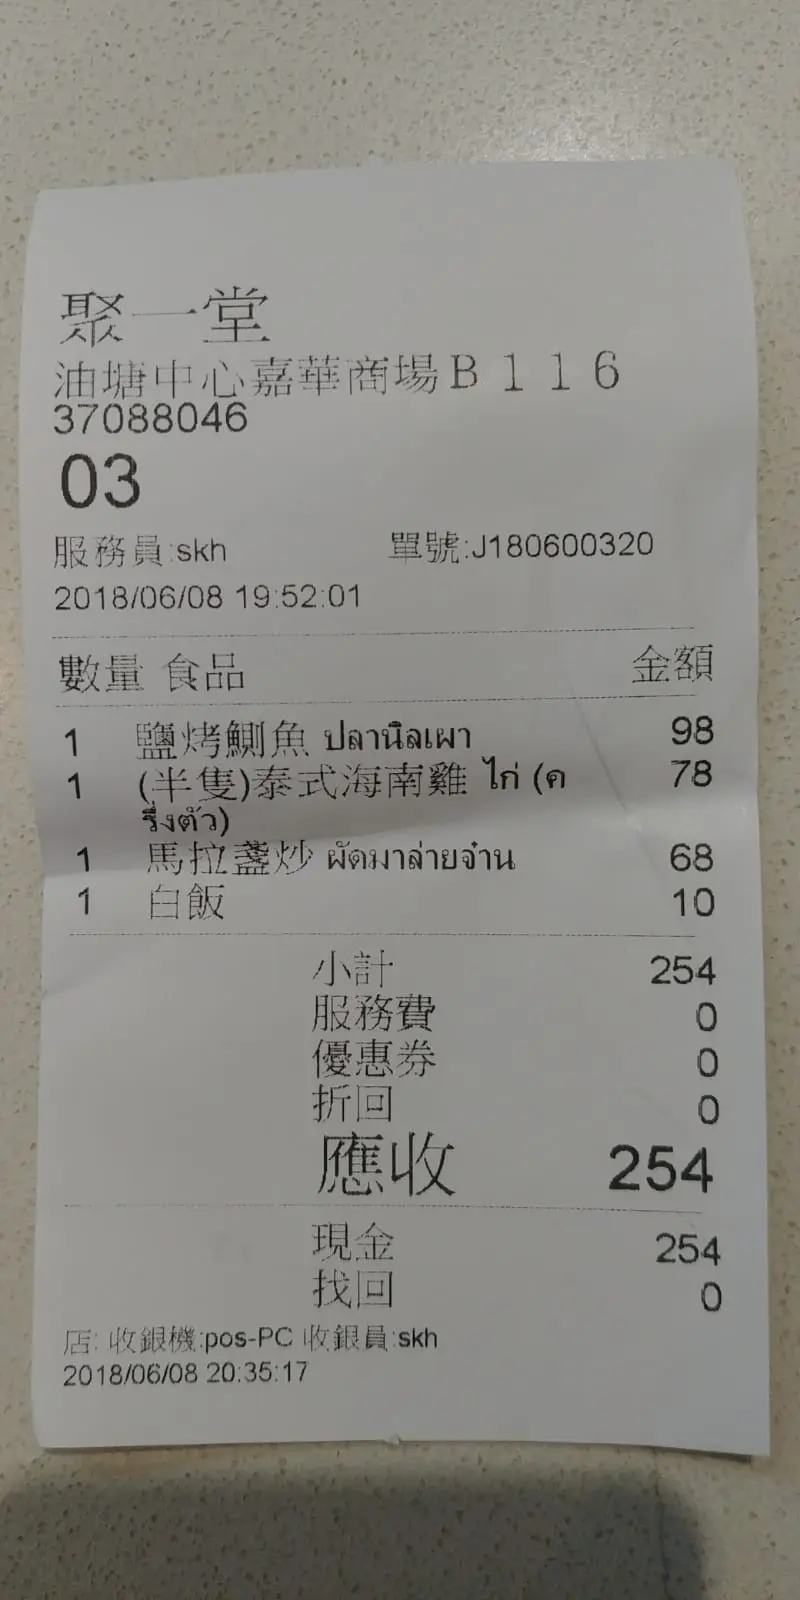 聚一堂
油塘中心嘉華商場B116
37088046
03
服務員:skh 單號:J180600320
2018/06/08 19:52:01
數量 食品 金額
1 鹽烤鰂魚 ปลานิลเผา 98
1 (半隻)泰式海南雞 ไก่ (ค 78
รึ่งตัว)
1 馬拉盞炒 ผัดมาล่ายจ๋าน 68
1 白飯 10
小計 254
服務費 0
優惠券 0
折回 0
應收 254
現金 254
找回 0
店: 收銀機:pos-PC 收銀員:skh
2018/06/08 20:35:17